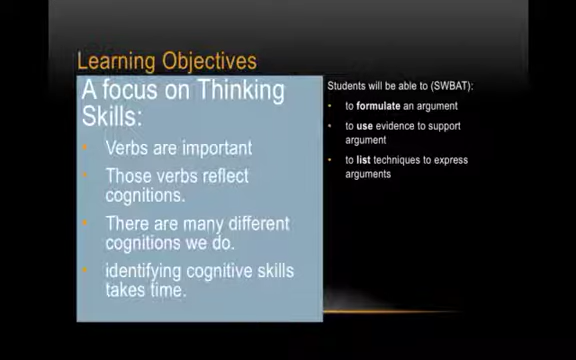 Learning Objectives
A focus on Thinking
Skills:
• Verbs are important
• Those verbs reflect
cognitions.
• There are many different
cognitions we do.
• identifying cognitive skills
takes time.
Students will be able to (SWBAT):
• to formulate an argument
• to use evidence to support
argument
• to list techniques to express
arguments